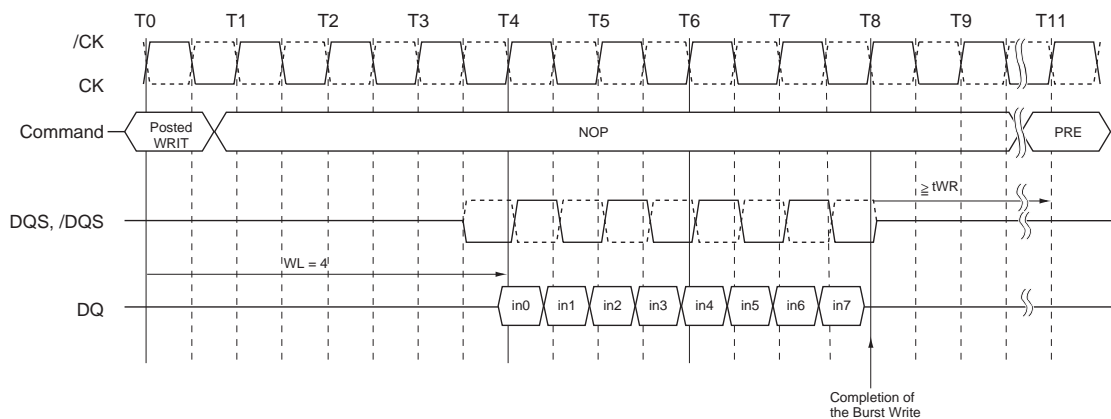 T0 T1 T2 T3 T4 T5 T6 T7 T8 T9 T11
/CK
CK
Command
Posted
WRIT
NOP
PRE
≧ tWR
DQS, /DQS
WL = 4
DQ
in0 in1 in2 in3 in4 in5 in6 in7
Completion of
the Burst Write